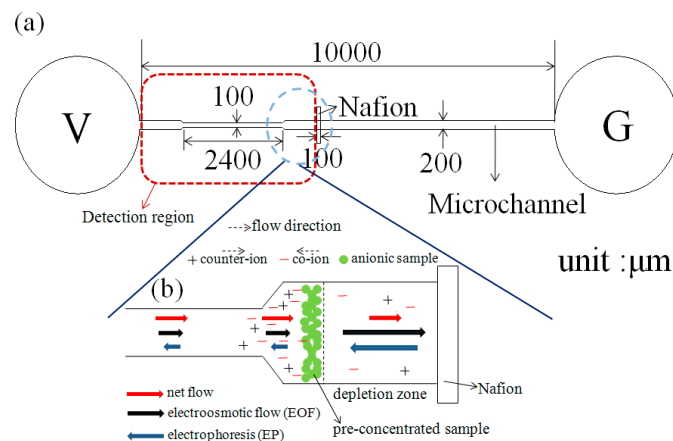 (a)
10000
V
100
2400
Nafion
100
200
G
Microchannel
Detection region
flow direction
+ counter-ion − co-ion anionic sample
unit :μm
(b)
depletion zone
Nafion
net flow
electroosmotic flow (EOF)
electrophoresis (EP)
pre-concentrated sample